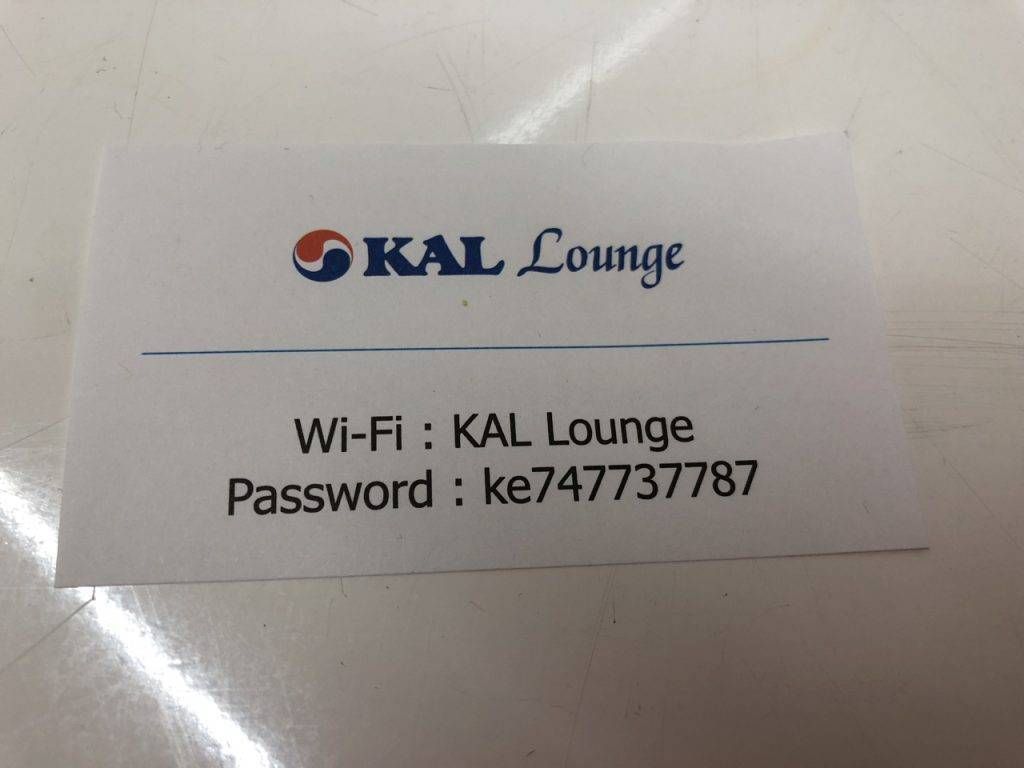 KAL Lounge
Wi-Fi : KAL Lounge
Password : ke747737787